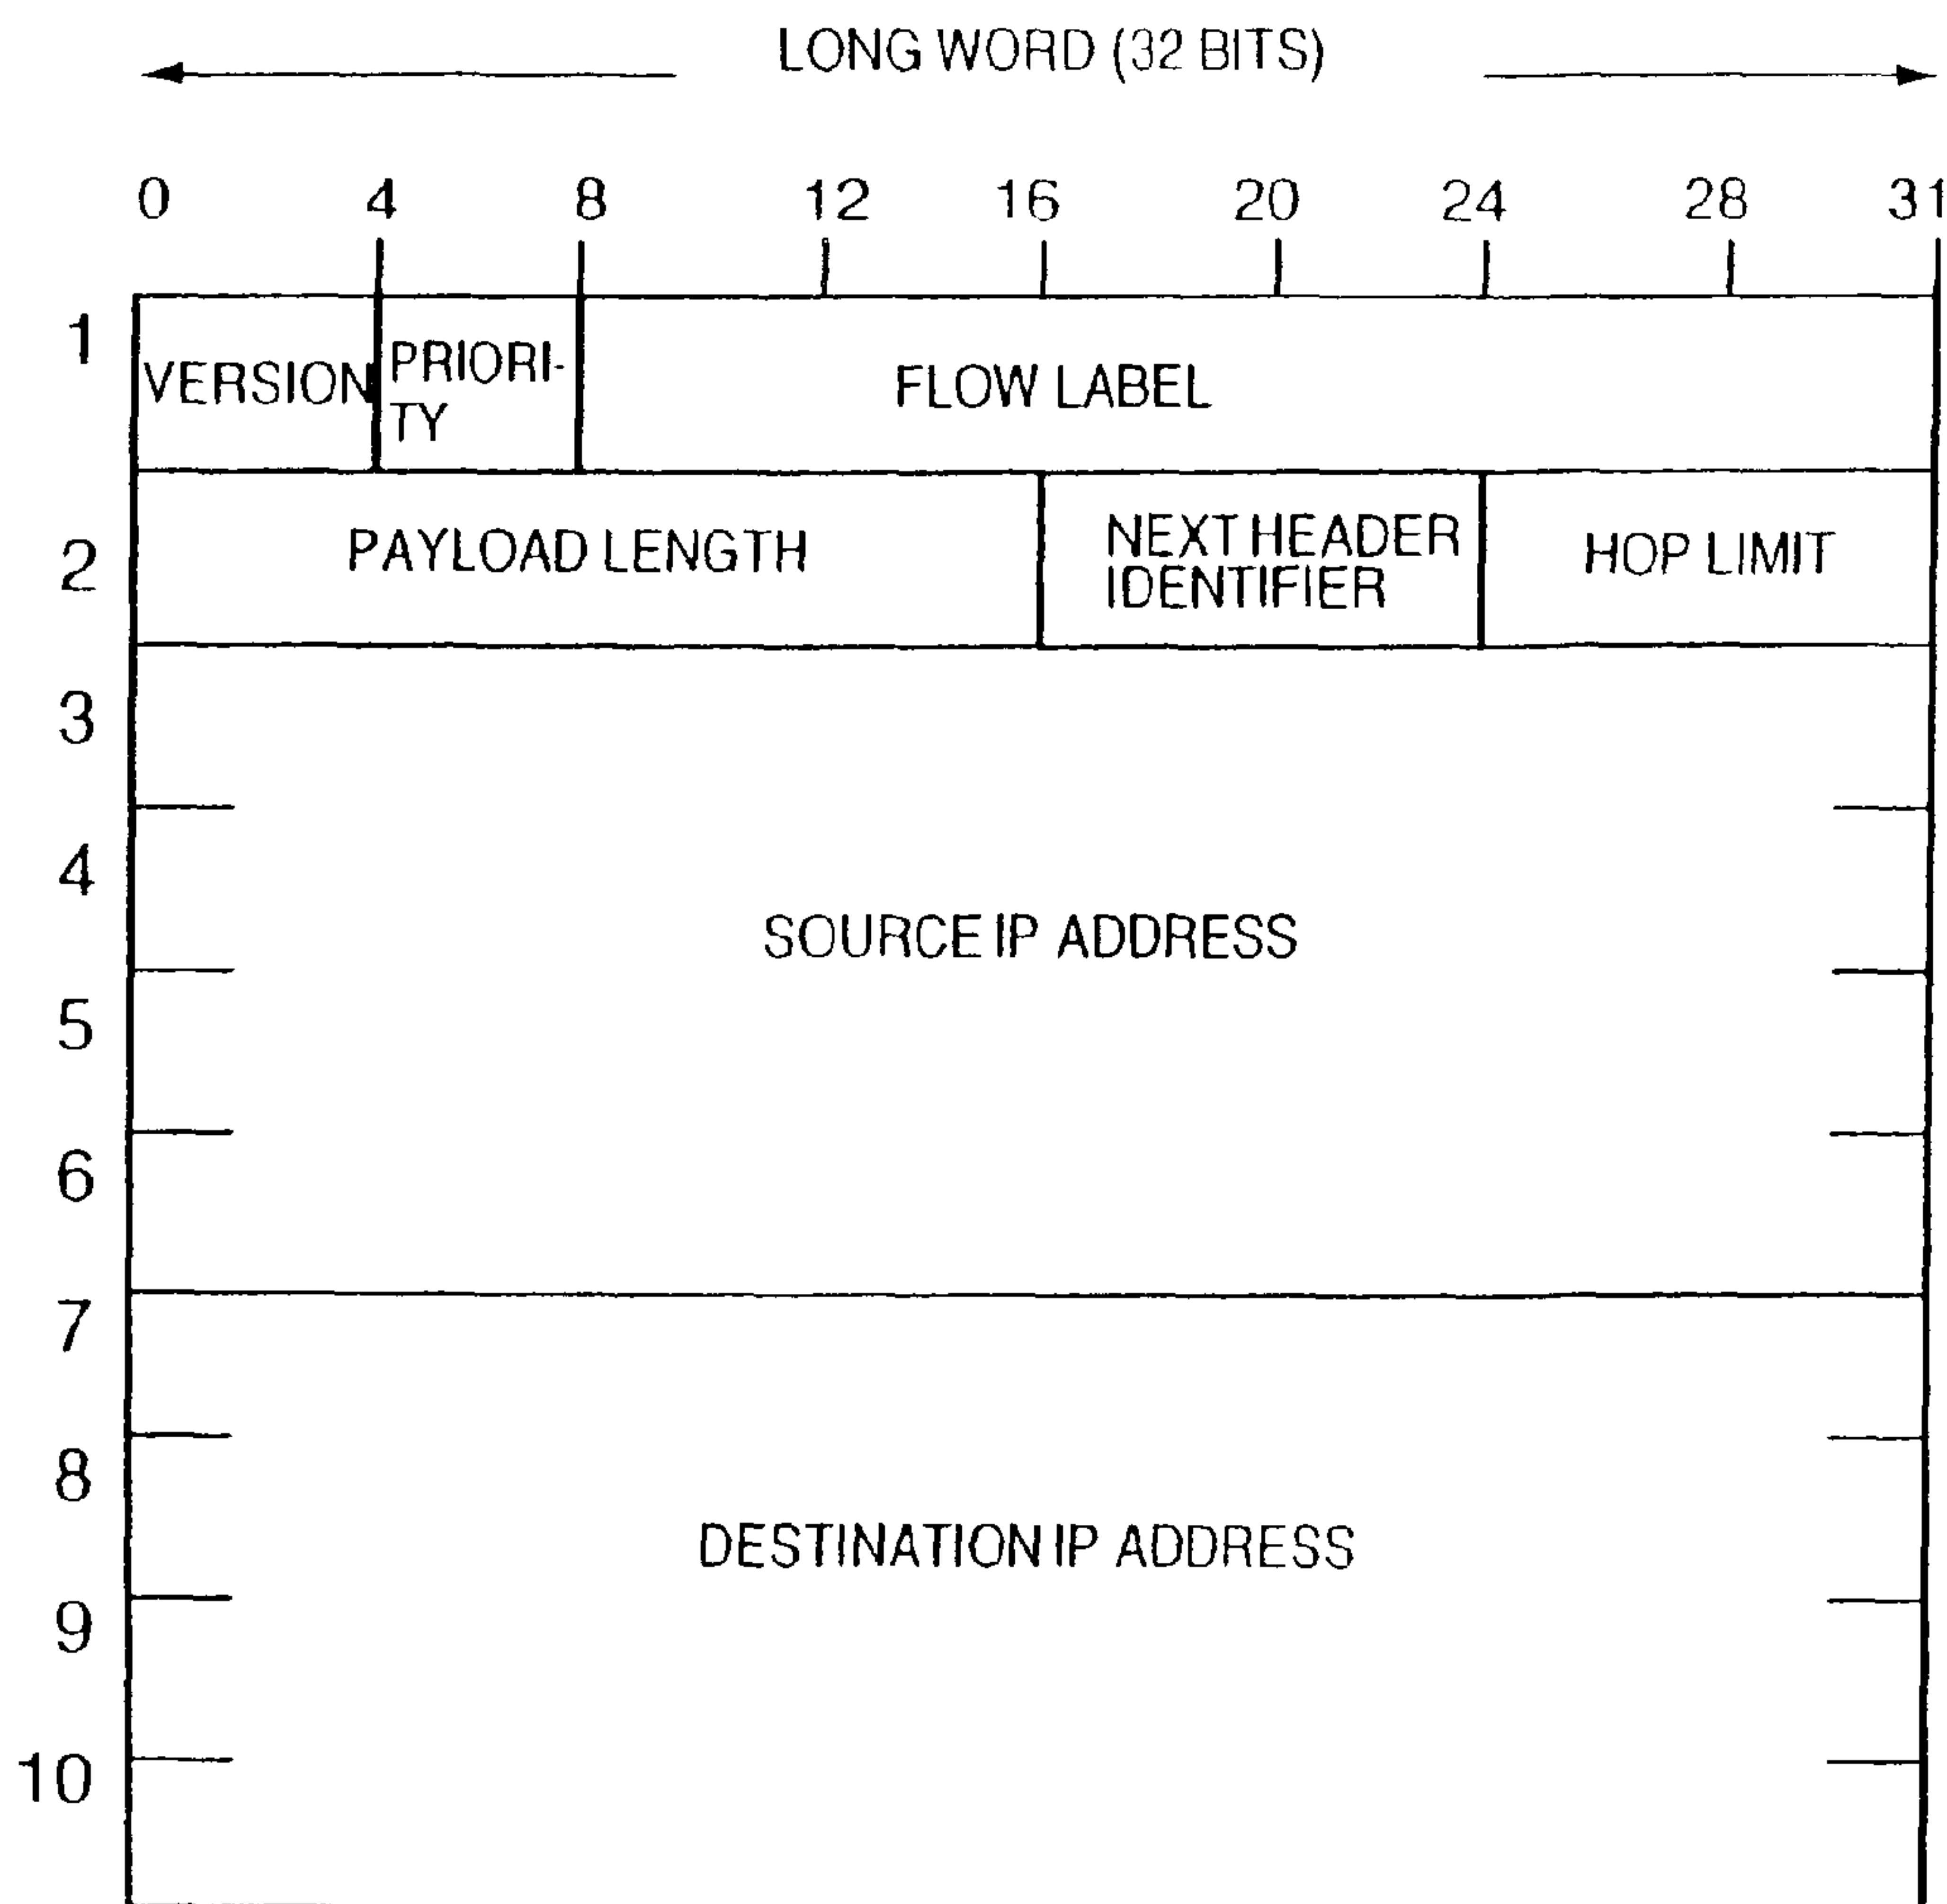 LONG WORD (32 BITS)
0 4 8 12 16 20 24 28 31
1
VERSION
PRIORI-
TY
FLOW LABEL
2
PAYLOAD LENGTH
NEXT HEADER
IDENTIFIER
HOP LIMIT
3
4
SOURCE IP ADDRESS
5
6
7
8
DESTINATION IP ADDRESS
9
10